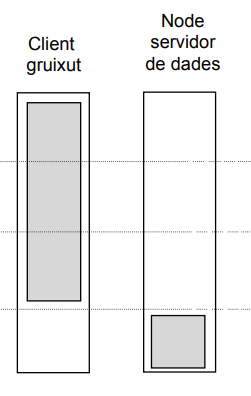 Client
gruixut
Node
servidor
de dades